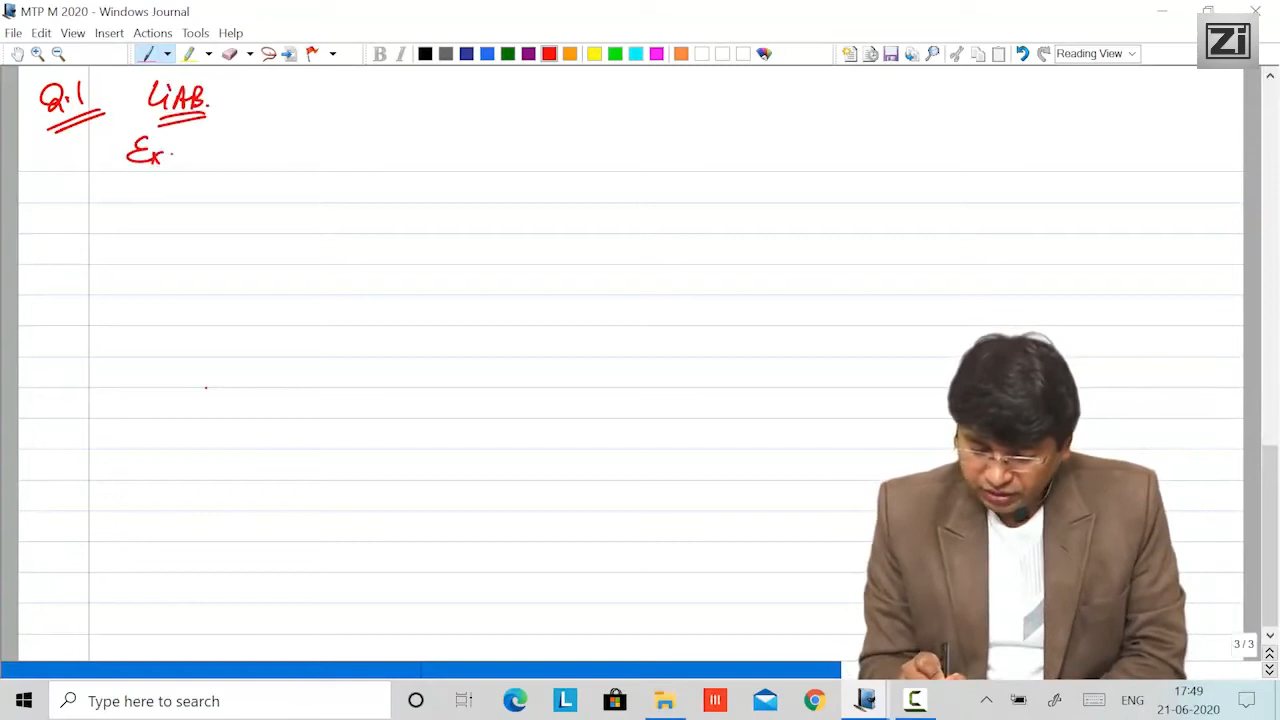 MTP M 2020 - Windows Journal
File Edit View Insert Actions Tools Help
B I
Reading View
Zi
Q.1 LiAB.
Ex.
3 / 3
Type here to search
ENG
17:49
21-06-2020